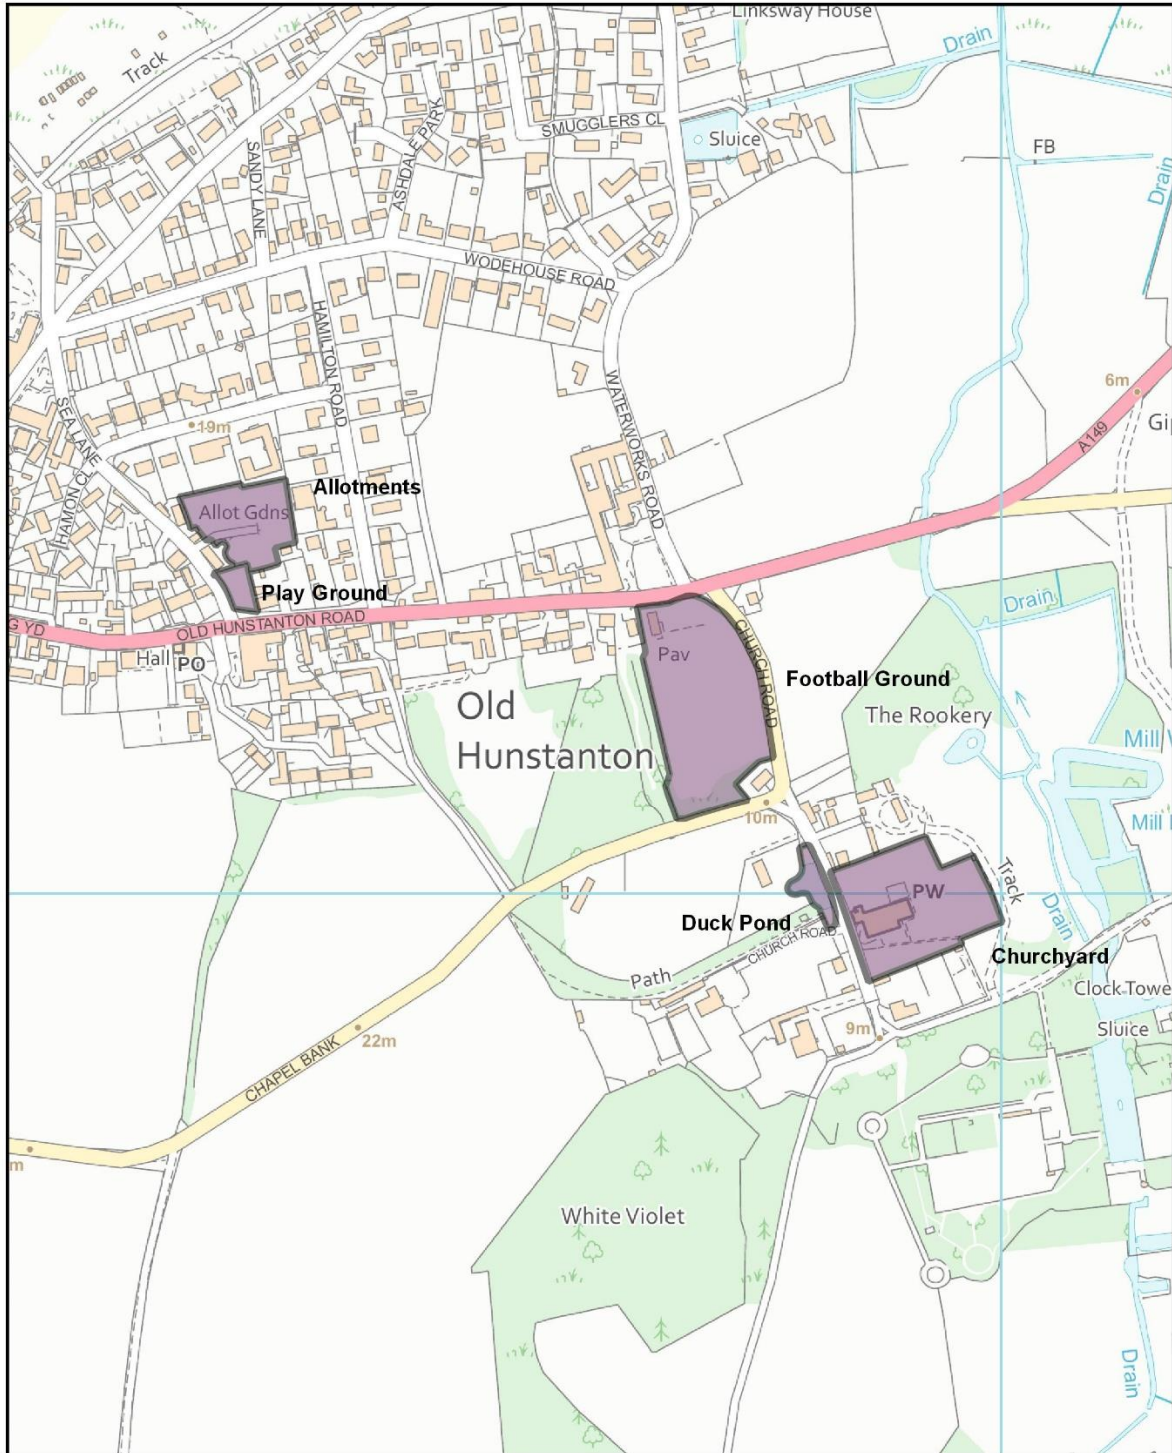 Linksway House
Track
Drain
SMUGGLERS CL
Sluice
FB
Drain
SANDY LANE
ASHDALE PARK
WODEHOUSE ROAD
HAMILTON ROAD
WATERWORKS ROAD
6m
SEA LANE
19m
A149
HAMON CL
Allotments
Allot Gdns
Play Ground
Drain
OLD HUNSTANTON ROAD
G YD
Hall
PO
Pav
CHURCH ROAD
Football Ground
Old
Hunstanton
The Rookery
Mill
10m
Mill
Track
PW
Drain
Duck Pond
CHURCH ROAD
Churchyard
Path
Clock Towe
Sluice
9m
22m
CHAPEL BANK
m
White Violet
Drain